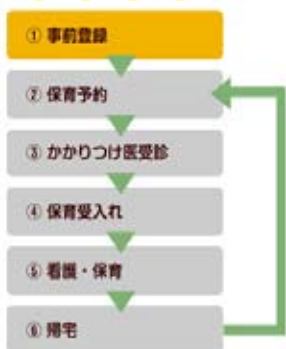 ① 事前登録
② 保育予約
③ かかりつけ医受診
④ 保育受入れ
⑤ 看護・保育
⑥ 帰宅